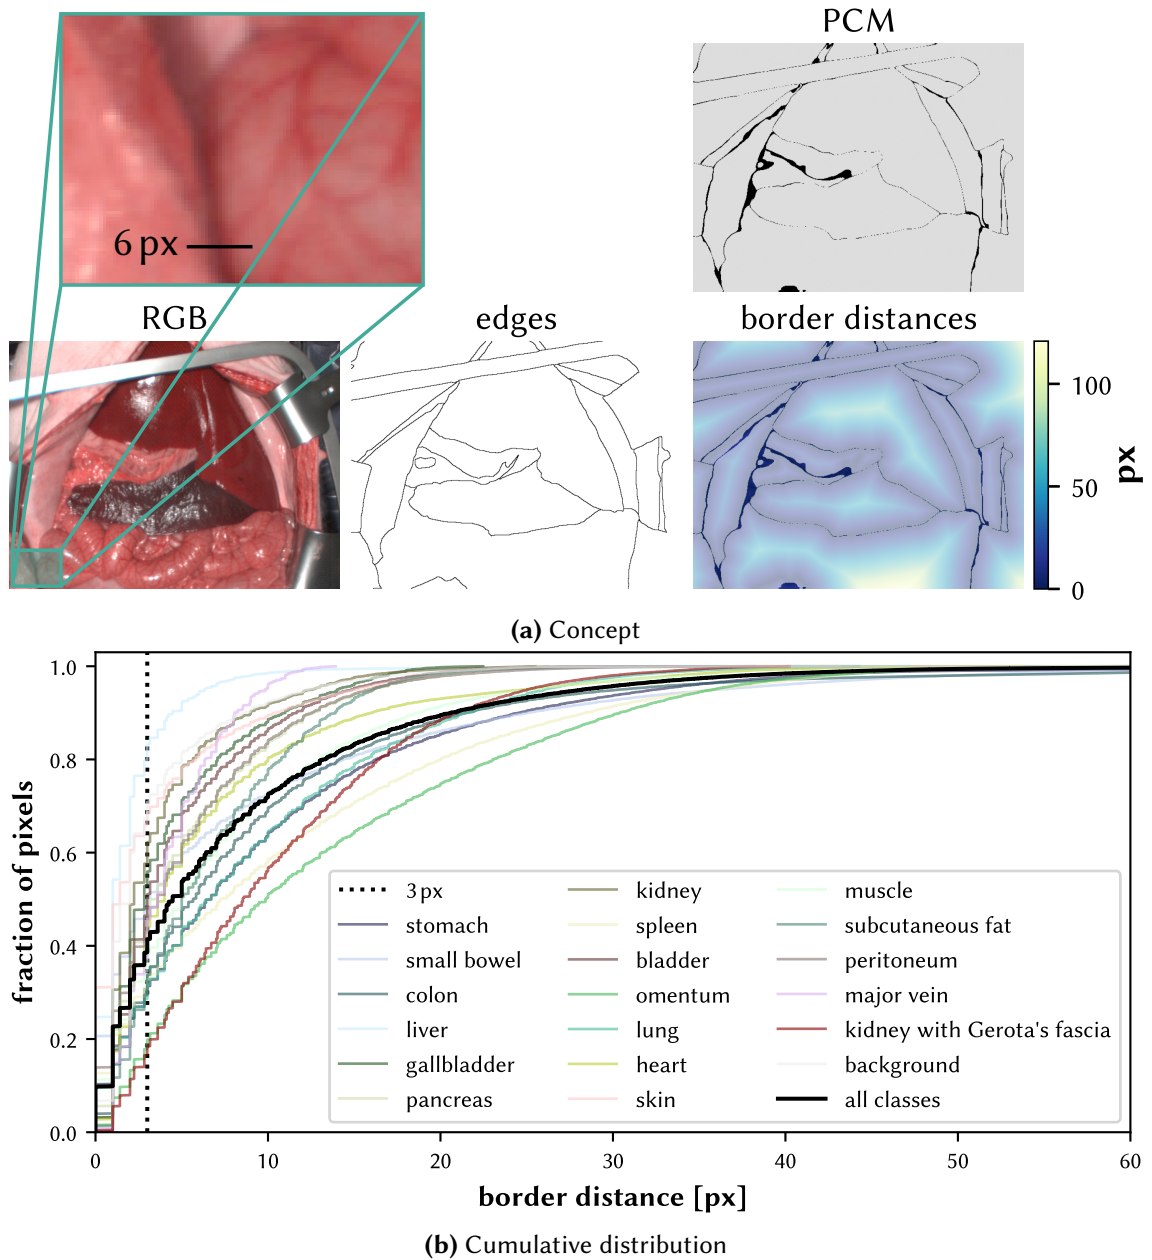 PCM
6 px
RGB
edges
border distances
100
50
0
px
(a) Concept
1.0
0.8
0.6
0.4
0.2
0.0
fraction of pixels
3 px
stomach
small bowel
colon
liver
gallbladder
pancreas
kidney
spleen
bladder
omentum
lung
heart
skin
muscle
subcutaneous fat
peritoneum
major vein
kidney with Gerota's fascia
background
all classes
0 10 20 30 40 50 60
border distance [px]
(b) Cumulative distribution